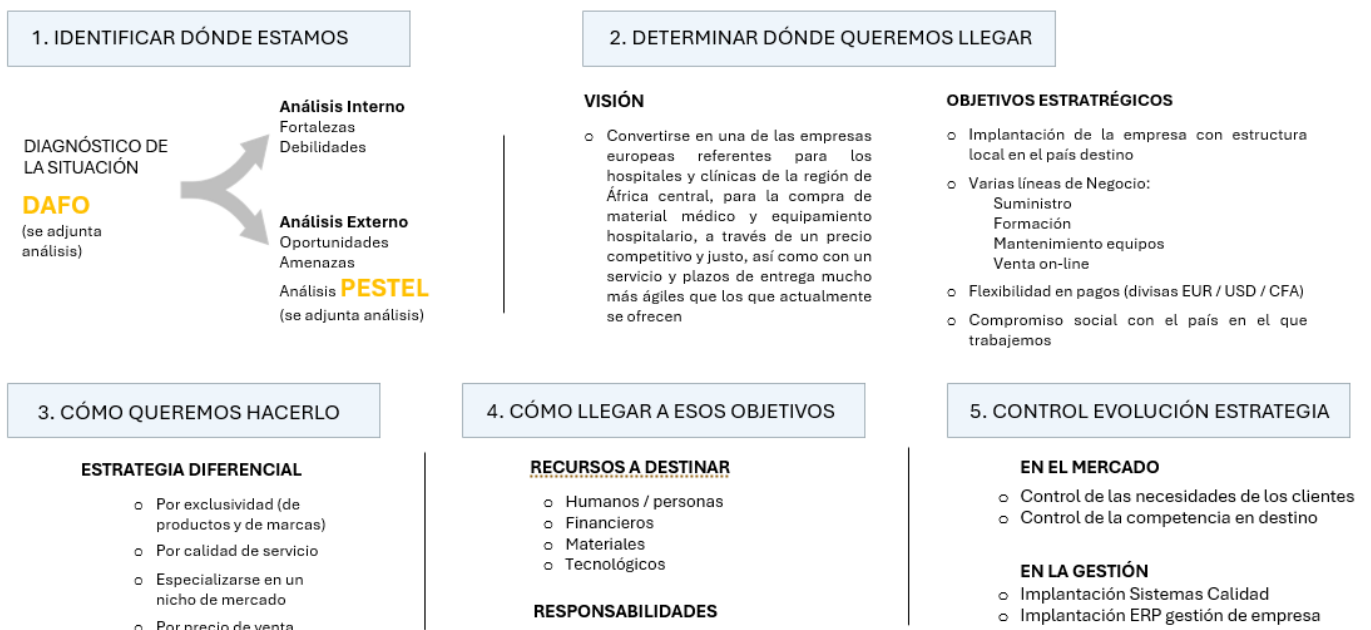 1. IDENTIFICAR DÓNDE ESTAMOS
2. DETERMINAR DÓNDE QUEREMOS LLEGAR
DIAGNÓSTICO DE
LA SITUACIÓN
DAFO
(se adjunta
análisis)
Análisis Interno
Fortalezas
Debilidades
Análisis Externo
Oportunidades
Amenazas
Análisis PESTEL
(se adjunta análisis)
VISIÓN
o Convertirse en una de las empresas
europeas referentes para los
hospitales y clínicas de la región de
África central, para la compra de
material médico y equipamiento
hospitalario, a través de un precio
competitivo y justo, así como con un
servicio y plazos de entrega mucho
más ágiles que los que actualmente
se ofrecen
OBJETIVOS ESTRATRÉGICOS
o Implantación de la empresa con estructura
local en el país destino
o Varias líneas de Negocio:
Suministro
Formación
Mantenimiento equipos
Venta on-line
o Flexibilidad en pagos (divisas EUR / USD / CFA)
o Compromiso social con el país en el que
trabajemos
3. CÓMO QUEREMOS HACERLO
4. CÓMO LLEGAR A ESOS OBJETIVOS
5. CONTROL EVOLUCIÓN ESTRATEGIA
ESTRATEGIA DIFERENCIAL
o Por exclusividad (de
productos y de marcas)
o Por calidad de servicio
o Especializarse en un
nicho de mercado
o Por precio de venta
RECURSOS A DESTINAR
o Humanos / personas
o Financieros
o Materiales
o Tecnológicos
RESPONSABILIDADES
EN EL MERCADO
o Control de las necesidades de los clientes
o Control de la competencia en destino
EN LA GESTIÓN
o Implantación Sistemas Calidad
o Implantación ERP gestión de empresa